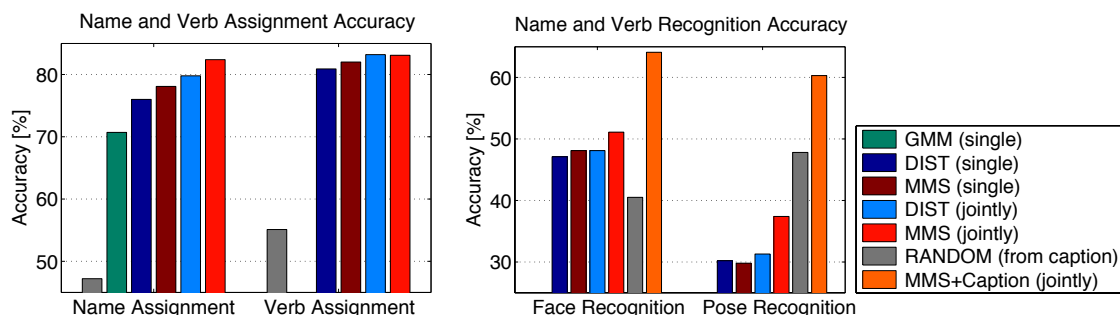 Name and Verb Assignment Accuracy
Accuracy [%]
80
70
60
50
Name Assignment Verb Assignment
Name and Verb Recognition Accuracy
Accuracy [%]
60
50
40
30
Face Recognition Pose Recognition
GMM (single)
DIST (single)
MMS (single)
DIST (jointly)
MMS (jointly)
RANDOM (from caption)
MMS+Caption (jointly)